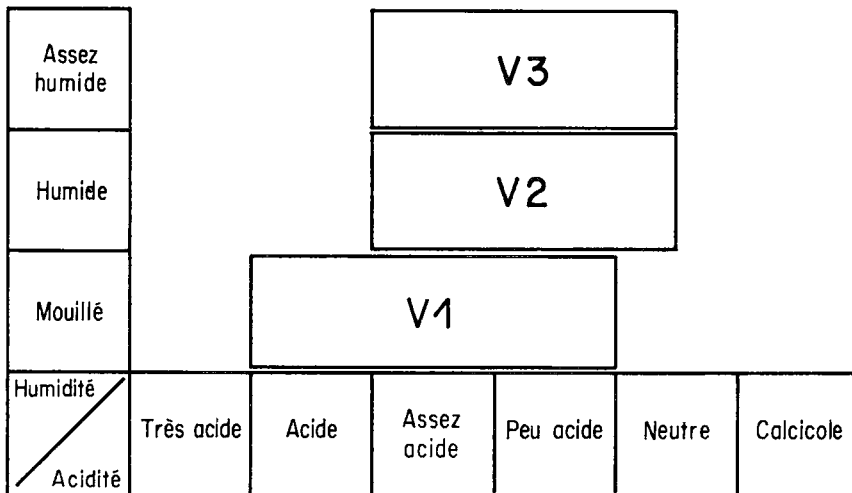 Assez
humide
V3
Humide
V2
Mouillé
V1
Humidité
Acidité
Très acide
Acide
Assez
acide
Peu acide
Neutre
Calcicole